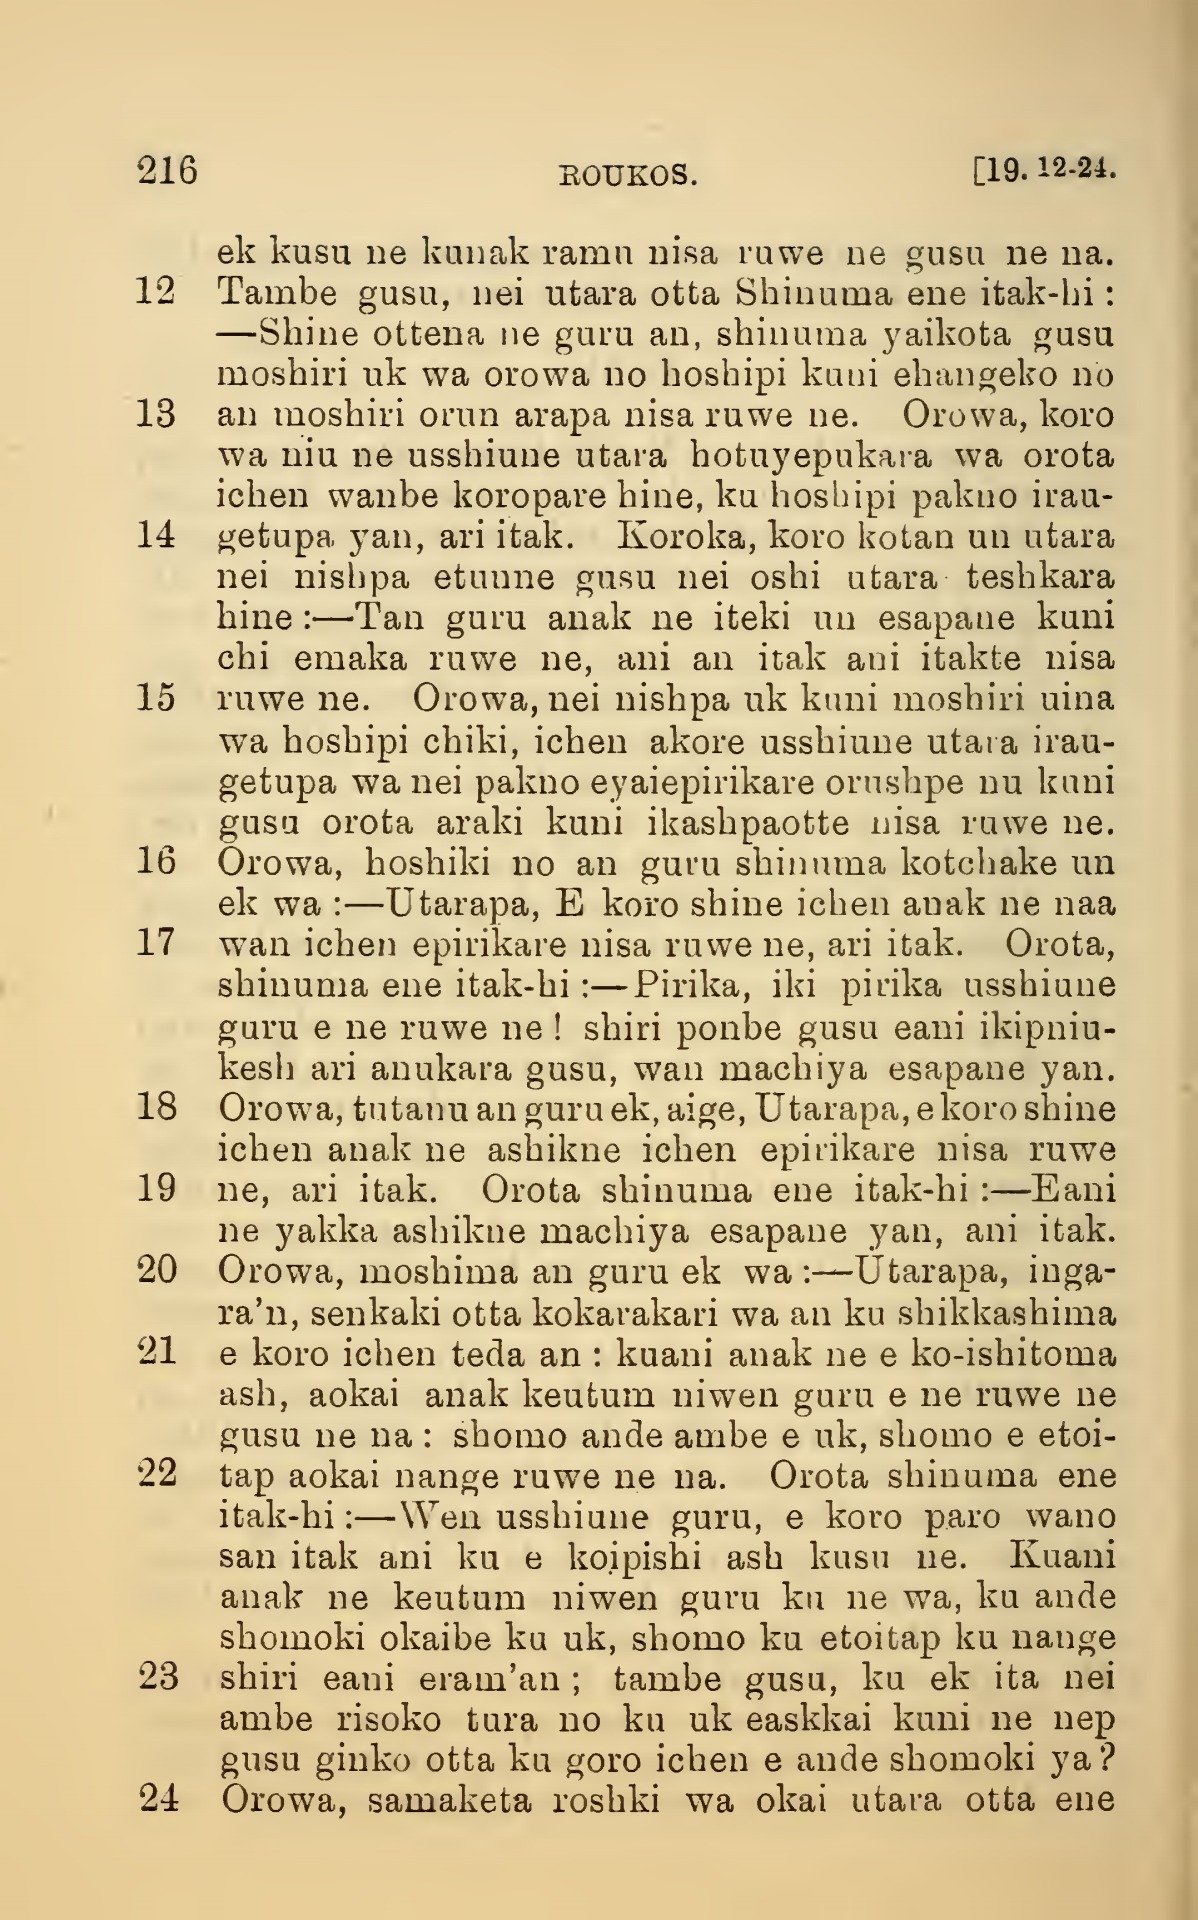 216 ROUKOS. [19. 12-24.
ek kusu ne kunak ramu nisa ruwe ne gusu ne na.
12 Tambe gusu, nei utara otta Shinuma ene itak-hi :
—Shine ottena ne guru an, shinuma yaikota gusu
moshiri uk wa orowa no hoshipi kuni ehangeko no
13 an moshiri orun arapa nisa ruwe ne. Orowa, koro
wa niu ne usshiune utara hotuyepukara wa orota
ichen wanbe koropare hine, ku hoshipi pakno irau-
14 getupa yan, ari itak. Koroka, koro kotan un utara
nei nishpa etunne gusu nei oshi utara teshkara
hine :—Tan guru anak ne iteki un esapane kuni
chi emaka ruwe ne, ani an itak ani itakte nisa
15 ruwe ne. Orowa, nei nishpa uk kuni moshiri uina
wa hoshipi chiki, ichen akore usshiune utara irau-
getupa wa nei pakno eyaiepirikare orushpe nu kuni
gusu orota araki kuni ikashpaotte nisa ruwe ne.
16 Orowa, hoshiki no an guru shinuma kotchake un
ek wa :—Utarapa, E koro shine ichen anak ne naa
17 wan ichen epirikare nisa ruwe ne, ari itak. Orota,
shinuma ene itak-hi :—Pirika, iki pirika usshiune
guru e ne ruwe ne ! shiri ponbe gusu eani ikipniu-
kesh ari anukara gusu, wan machiya esapane yan.
18 Orowa, tutanu an guru ek, aige, Utarapa, e koro shine
ichen anak ne ashikne ichen epirikare nisa ruwe
19 ne, ari itak. Orota shinuma ene itak-hi :—Eani
ne yakka ashikne machiya esapane yan, ani itak.
20 Orowa, moshima an guru ek wa :—Utarapa, inga-
ra'n, senkaki otta kokarakari wa an ku shikkashima
21 e koro ichen teda an : kuani anak ne e ko-ishitoma
ash, aokai anak keutum niwen guru e ne ruwe ne
gusu ne na : shomo ande ambe e uk, shomo e etoi-
22 tap aokai nange ruwe ne na. Orota shinuma ene
itak-hi :—Wen usshiune guru, e koro paro wano
san itak ani ku e koipishi ash kusu ne. Kuani
anak ne keutum niwen guru ku ne wa, ku ande
shomoki okaibe ku uk, shomo ku etoitap ku nange
23 shiri eani eram'an ; tambe gusu, ku ek ita nei
ambe risoko tura no ku uk easkkai kuni ne nep
gusu ginko otta ku goro ichen e ande shomoki ya ?
24 Orowa, samaketa roshki wa okai utara otta ene